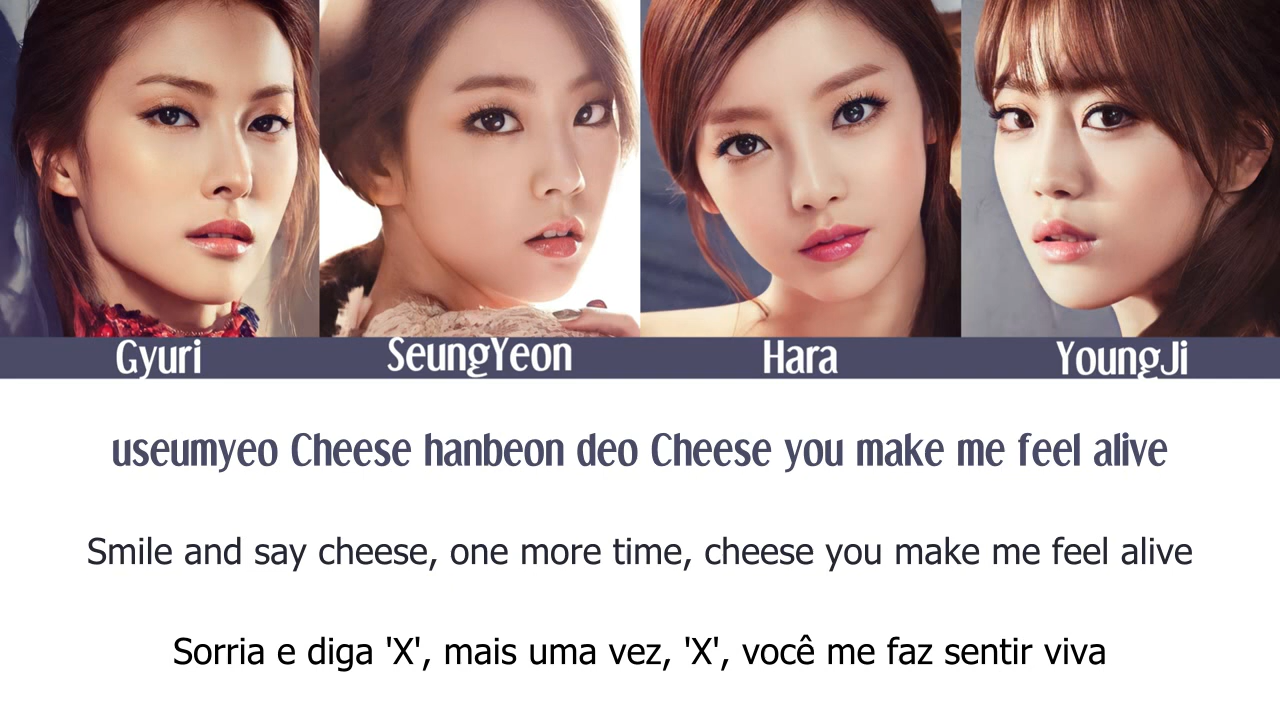 Gyuri SeungYeon Hara YoungJi
useumyeo Cheese hanbeon deo Cheese you make me feel alive
Smile and say cheese, one more time, cheese you make me feel alive
Sorria e diga 'X', mais uma vez, 'X', você me faz sentir viva